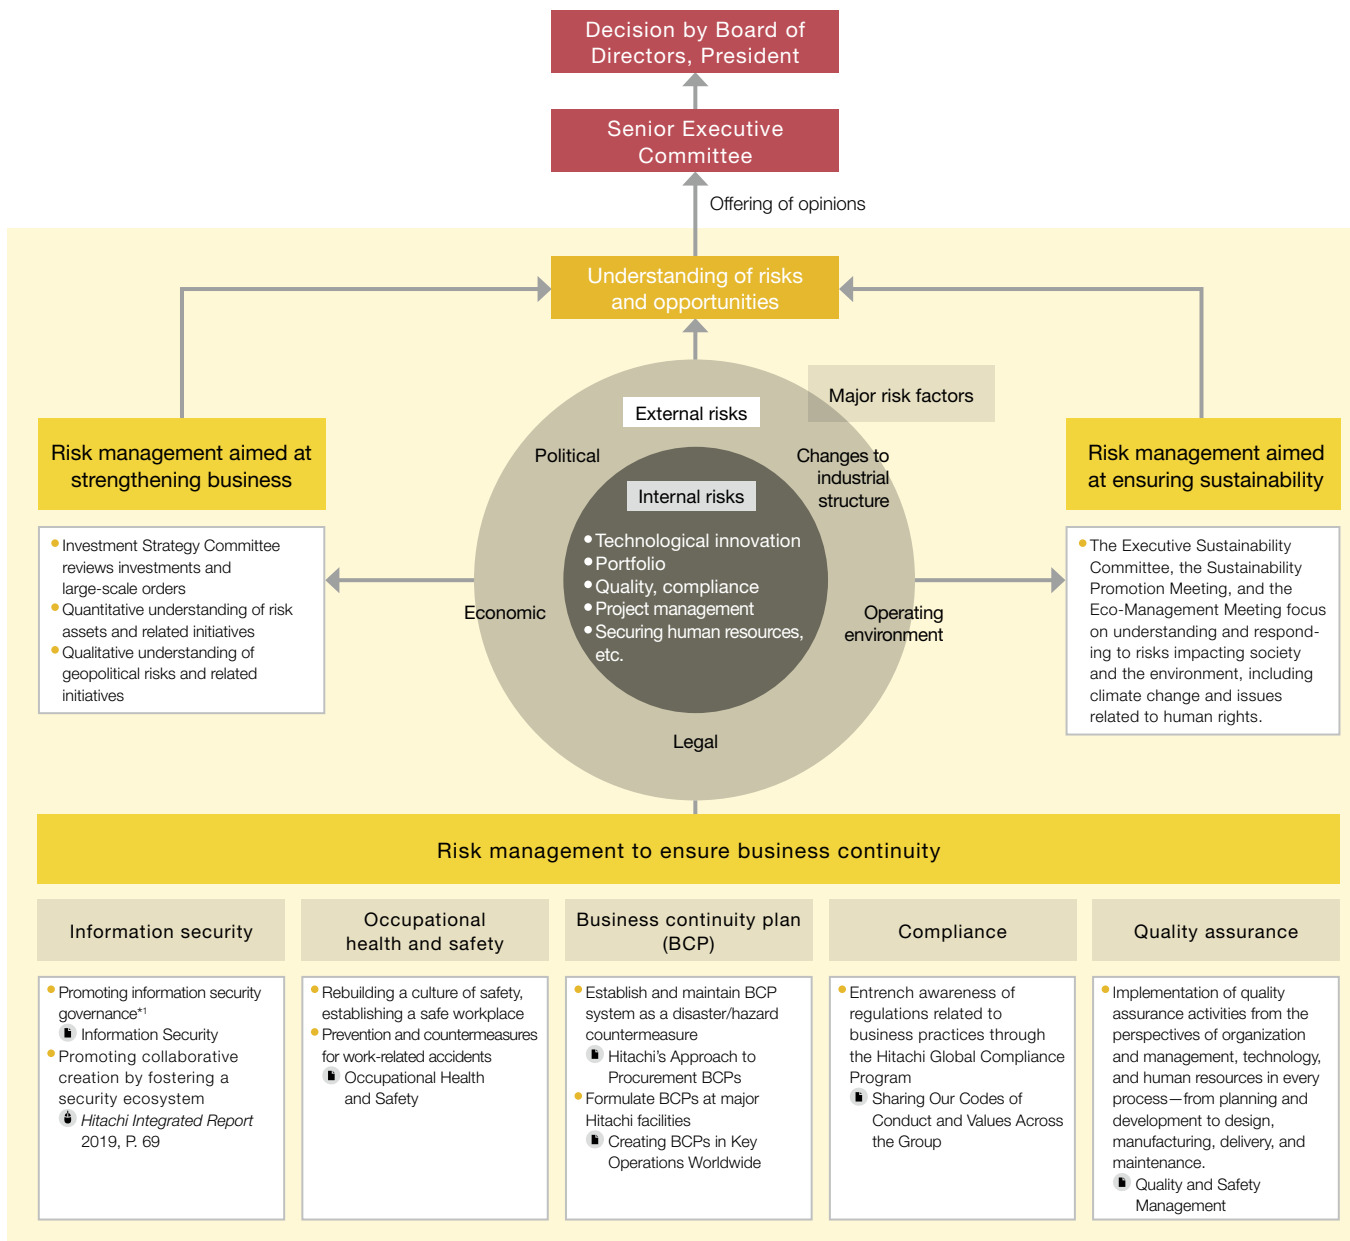 Decision by Board of
Directors, President
Senior Executive
Committee
Offering of opinions
Understanding of risks
and opportunities
Major risk factors
External risks
Political
Changes to
industrial
structure
Internal risks
• Technological innovation
• Portfolio
• Quality, compliance
• Project management
• Securing human resources,
etc.
Economic
Operating
environment
Legal
Risk management aimed at
strengthening business
• Investment Strategy Committee
reviews investments and
large-scale orders
• Quantitative understanding of risk
assets and related initiatives
• Qualitative understanding of
geopolitical risks and related
initiatives
Risk management aimed
at ensuring sustainability
• The Executive Sustainability
Committee, the Sustainability
Promotion Meeting, and the
Eco-Management Meeting focus
on understanding and respond-
ing to risks impacting society
and the environment, including
climate change and issues
related to human rights.
Risk management to ensure business continuity
Information security
• Promoting information security
governance*1
Information Security
• Promoting collaborative
creation by fostering a
security ecosystem
Hitachi Integrated Report
2019, P. 69
Occupational
health and safety
• Rebuilding a culture of safety,
establishing a safe workplace
• Prevention and countermeasures
for work-related accidents
Occupational Health
and Safety
Business continuity plan
(BCP)
• Establish and maintain BCP
system as a disaster/hazard
countermeasure
Hitachi's Approach to
Procurement BCPs
• Formulate BCPs at major
Hitachi facilities
Creating BCPs in Key
Operations Worldwide
Compliance
• Entrench awareness of
regulations related to
business practices through
the Hitachi Global Compliance
Program
Sharing Our Codes of
Conduct and Values Across
the Group
Quality assurance
• Implementation of quality
assurance activities from the
perspectives of organization
and management, technology,
and human resources in every
process—from planning and
development to design,
manufacturing, delivery, and
maintenance.
Quality and Safety
Management